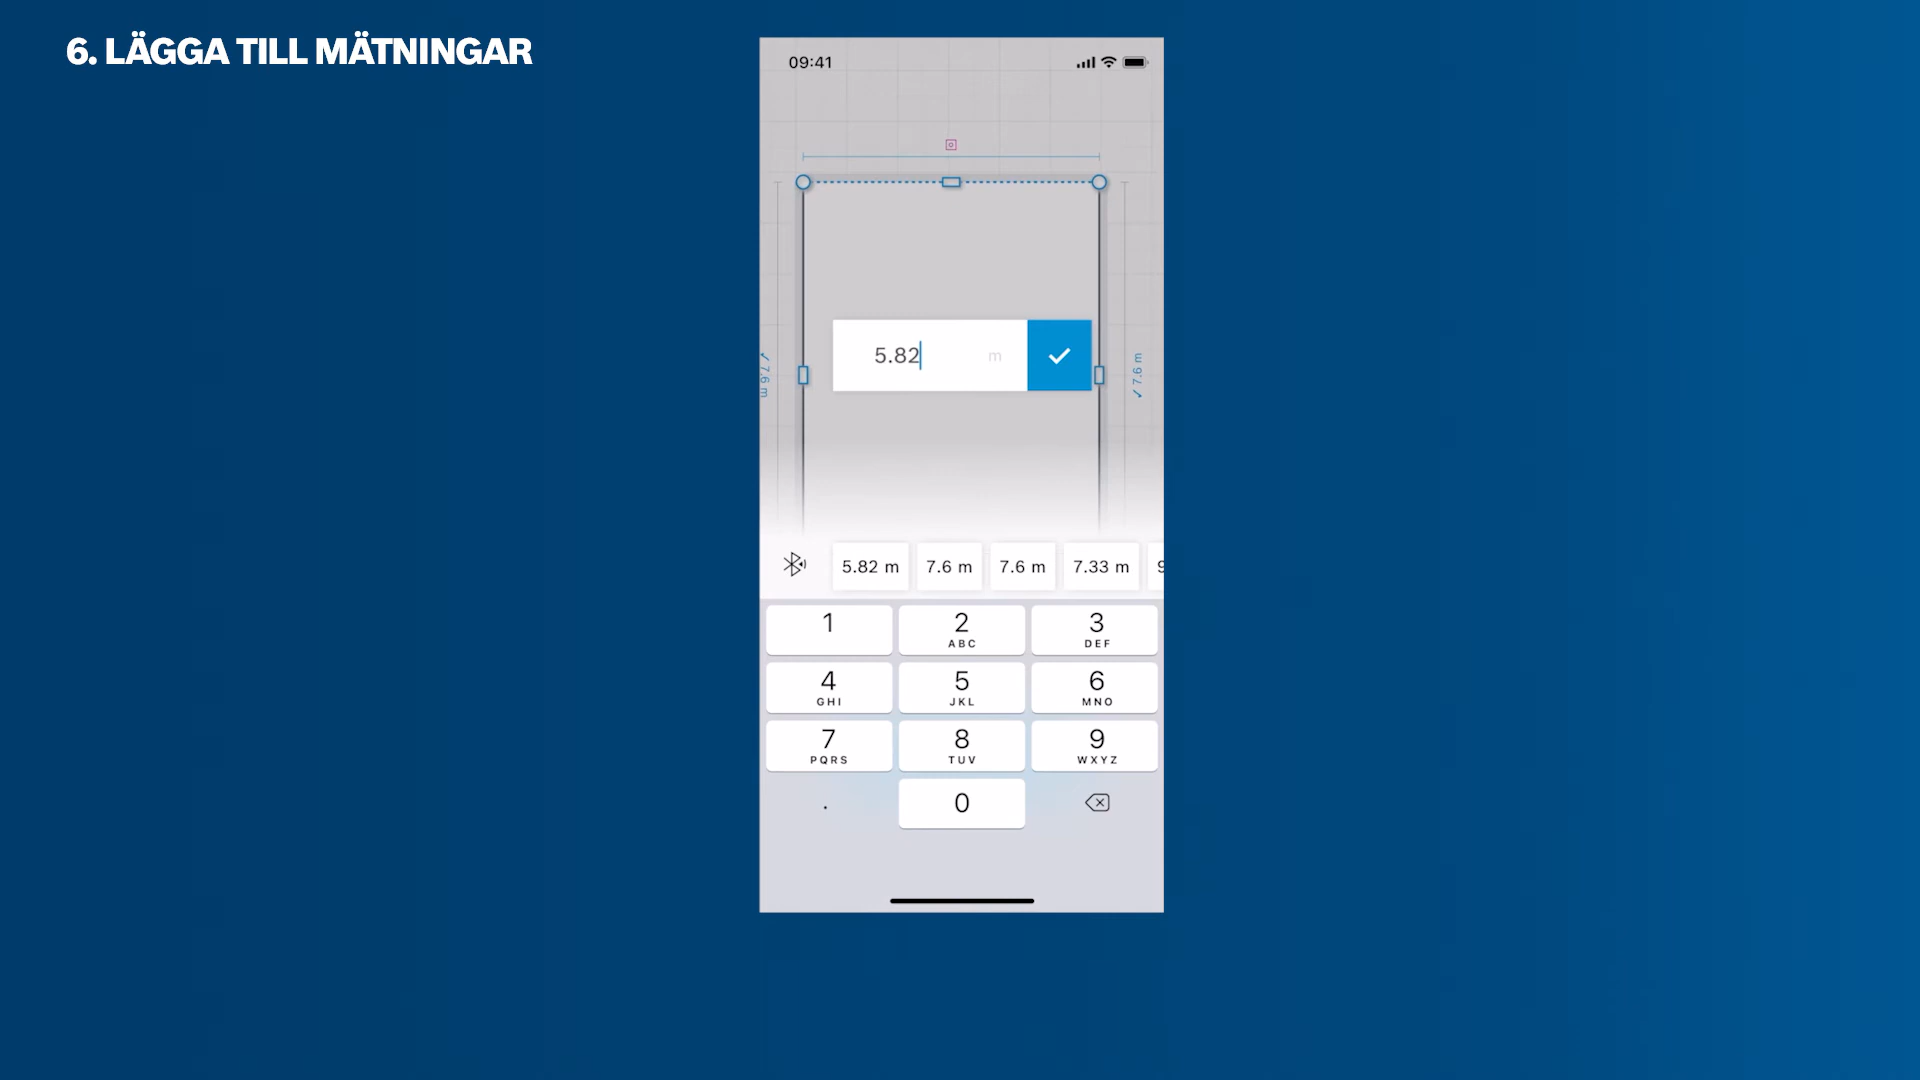 6. LÄGGA TILL MÄTNINGAR
09:41
5.82 m
7.6 m
7.6 m
5.82 m 7.6 m 7.6 m 7.33 m 9
1 2 3
ABC DEF
4 5 6
GHI JKL MNO
7 8 9
PQRS TUV WXYZ
. 0